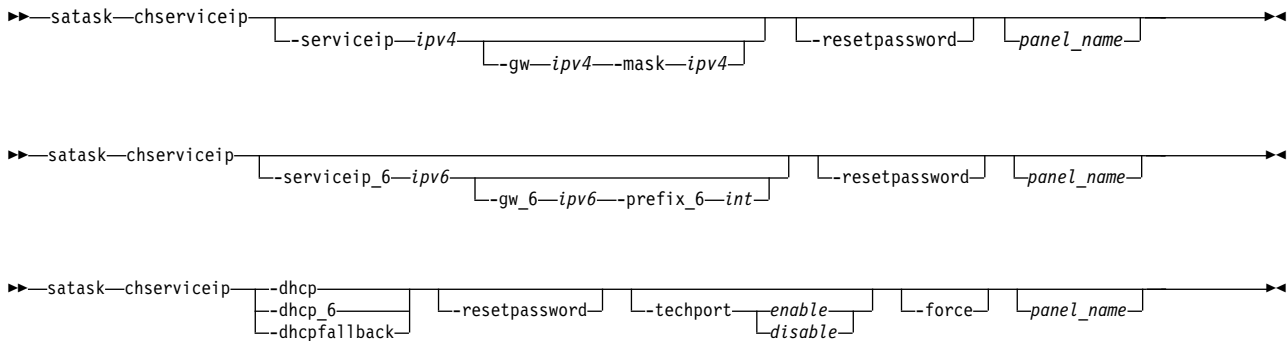 satask chserviceip -resetpassword panel_name
-serviceip ipv4
-gw ipv4 -mask ipv4
satask chserviceip -resetpassword panel_name
-serviceip_6 ipv6
-gw_6 ipv6 -prefix_6 int
satask chserviceip -dhcp
-dhcp_6 -resetpassword -techport enable -force panel_name
-dhcpfallback disable